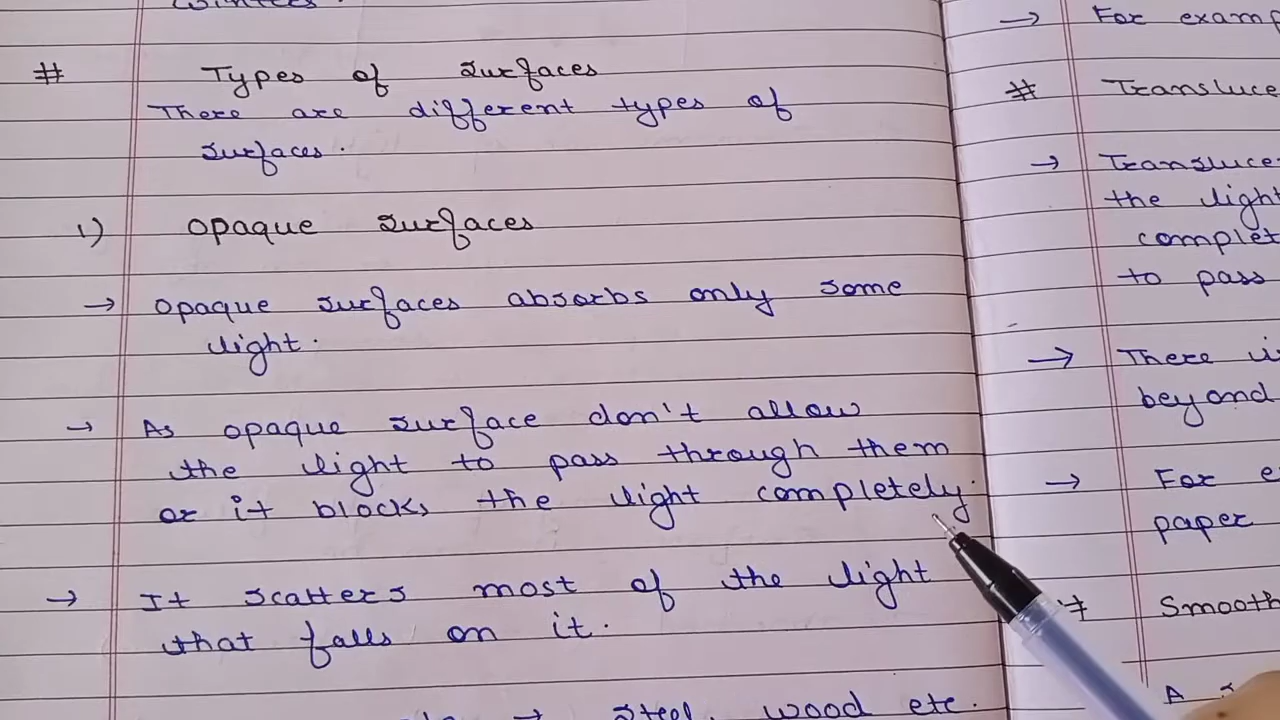 # Types of surfaces
There are different types of
surfaces.
1) Opaque surfaces
→ Opaque surfaces absorbs only some
light.
→ As opaque surface don't allow
the light to pass through them
or it blocks the light completely.
→ It scatters most of the light
that falls on it.
→ Steel, wood etc.
→ For examp
# Transluce
→ Transluce
the light
complet
to pass
→ There i
beyond
→ For e
paper
# Smooth
A